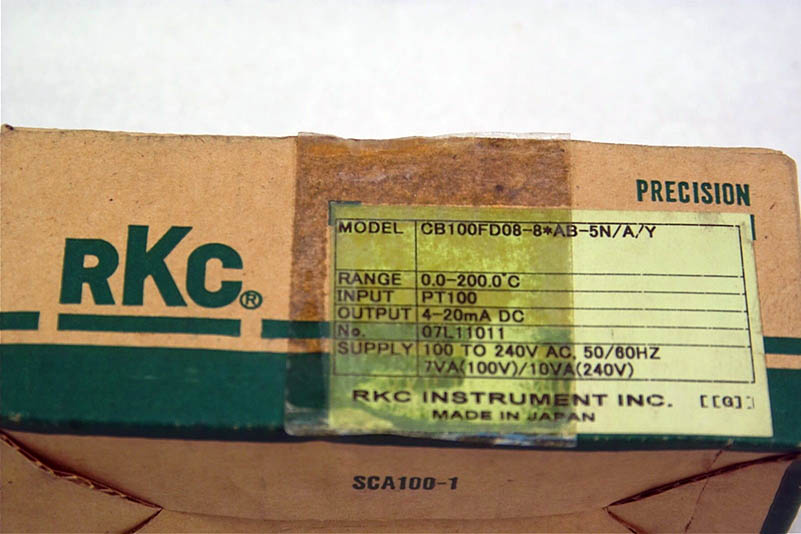 PRECISION
RKC®
MODEL CB100FD08-8*AB-5N/A/Y
RANGE 0.0-200.0°C
INPUT PT100
OUTPUT 4-20mA DC
No. 07L11011
SUPPLY 100 TO 240V AC, 50/60HZ
7VA(100V)/10VA(240V)
RKC INSTRUMENT INC. [[G]]
MADE IN JAPAN
SCA100-1